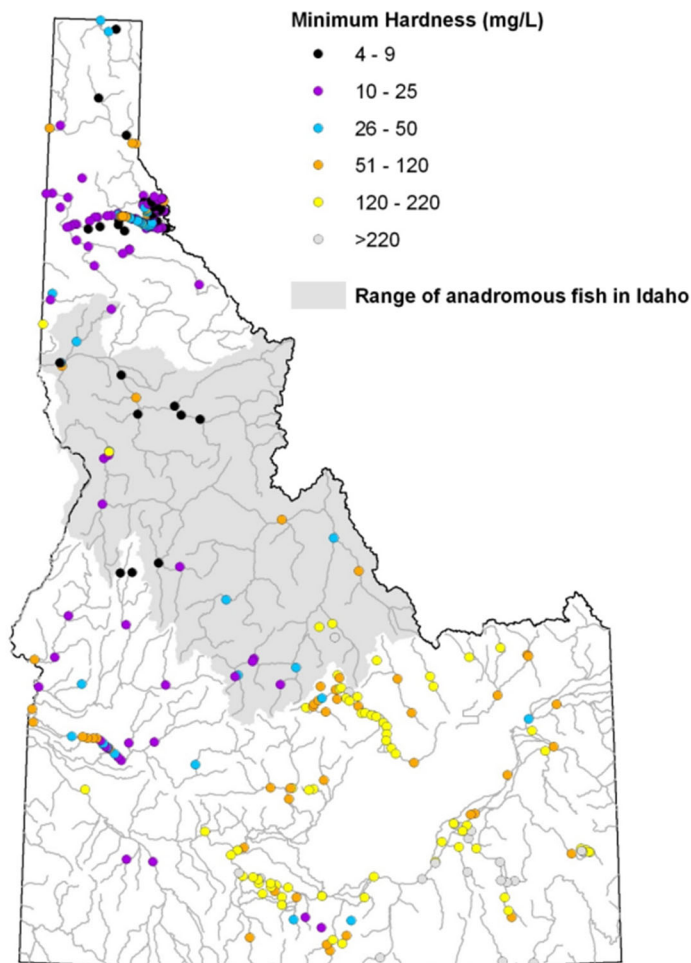 Minimum Hardness (mg/L)
4 - 9
10 - 25
26 - 50
51 - 120
120 - 220
>220
Range of anadromous fish in Idaho